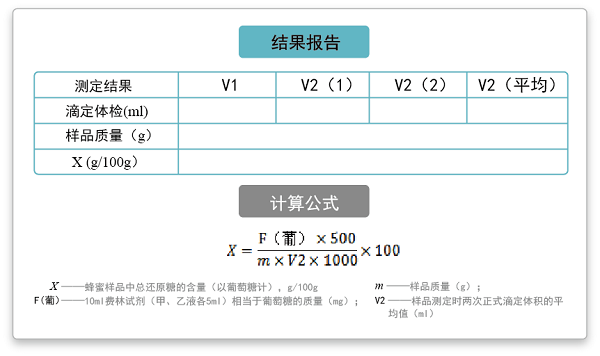 结果报告
测定结果 V1 V2（1） V2（2） V2（平均）
滴定体检(ml)
样品质量（g）
X (g/100g）
计算公式
X = F（葡）×500 / m×V2×1000 ×100
X ——蜂蜜样品中总还原糖的含量（以葡萄糖计），g/100g
m ——样品质量（g）；
F(葡)——10ml费林试剂（甲、乙液各5ml）相当于葡萄糖的质量（mg）；
V2 ——样品测定时两次正式滴定体积的平
均值（ml）